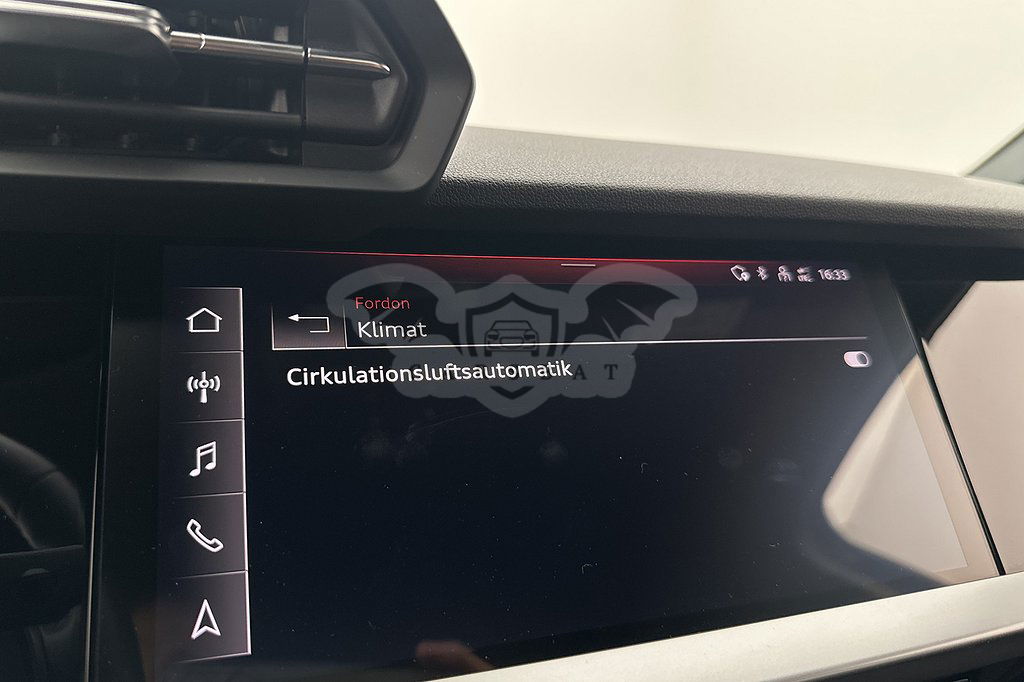 16:33
Fordon
Klimat
Cirkulationsluftsautomatik